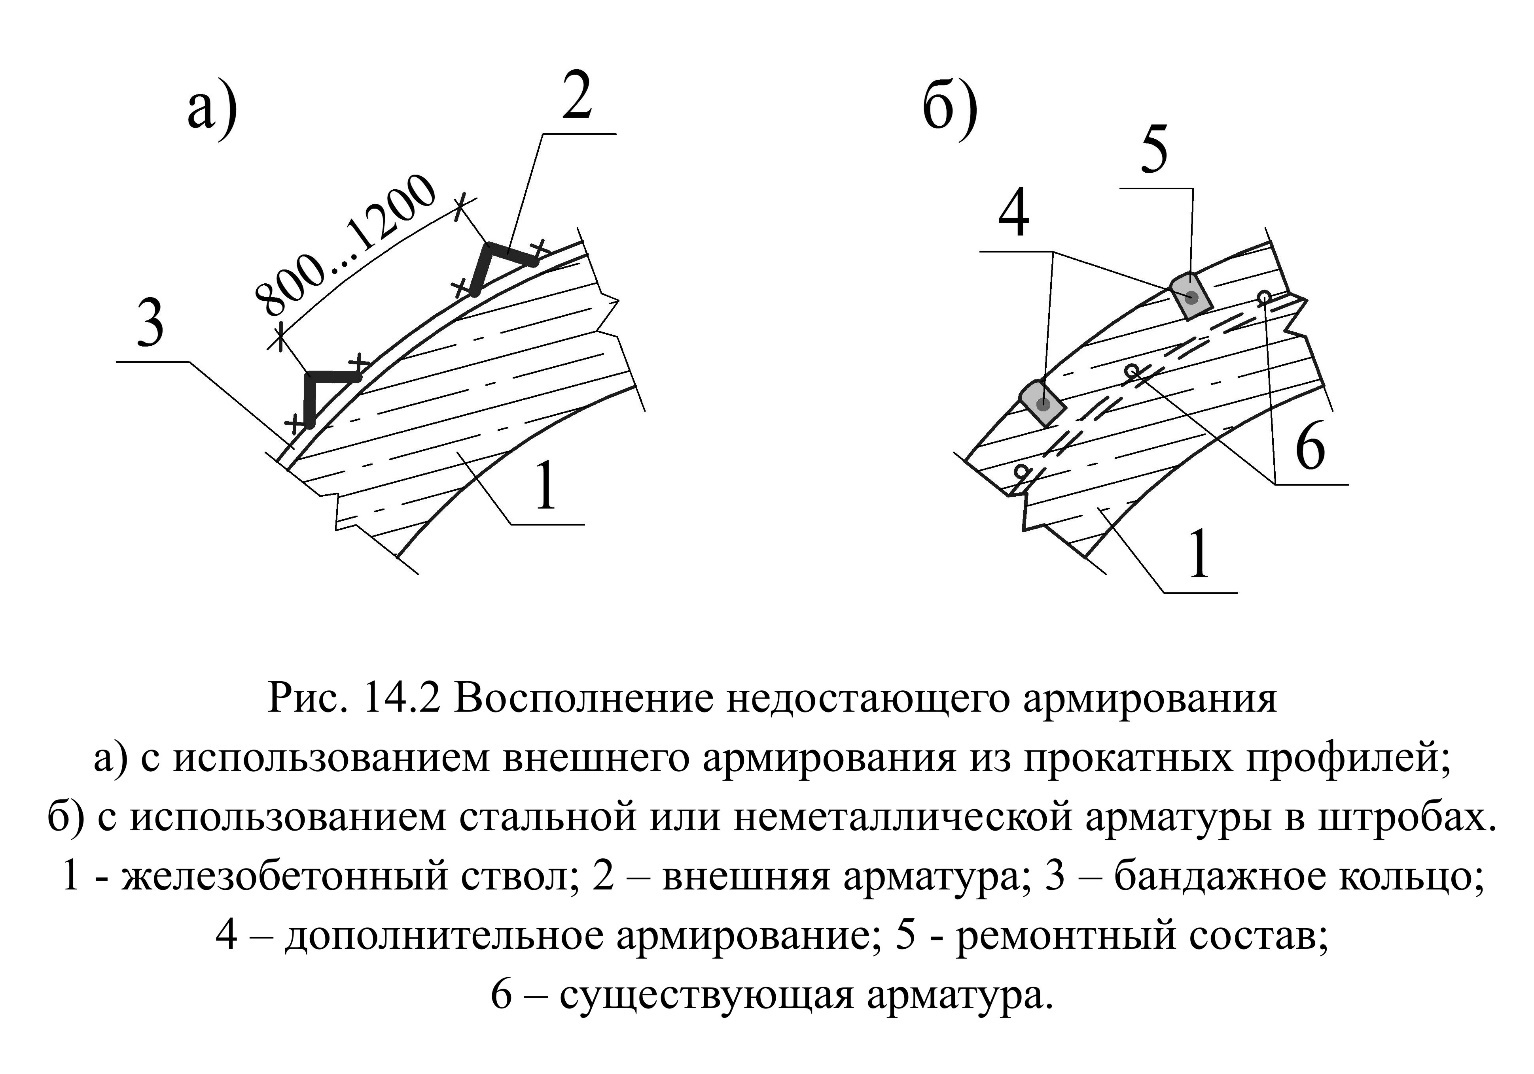 а)
2
800...1200
3
1
б)
5
4
6
1
Рис. 14.2 Восполнение недостающего армирования
а) с использованием внешнего армирования из прокатных профилей;
б) с использованием стальной или неметаллической арматуры в штробах.
1 - железобетонный ствол; 2 – внешняя арматура; 3 – бандажное кольцо;
4 – дополнительное армирование; 5 - ремонтный состав;
6 – существующая арматура.